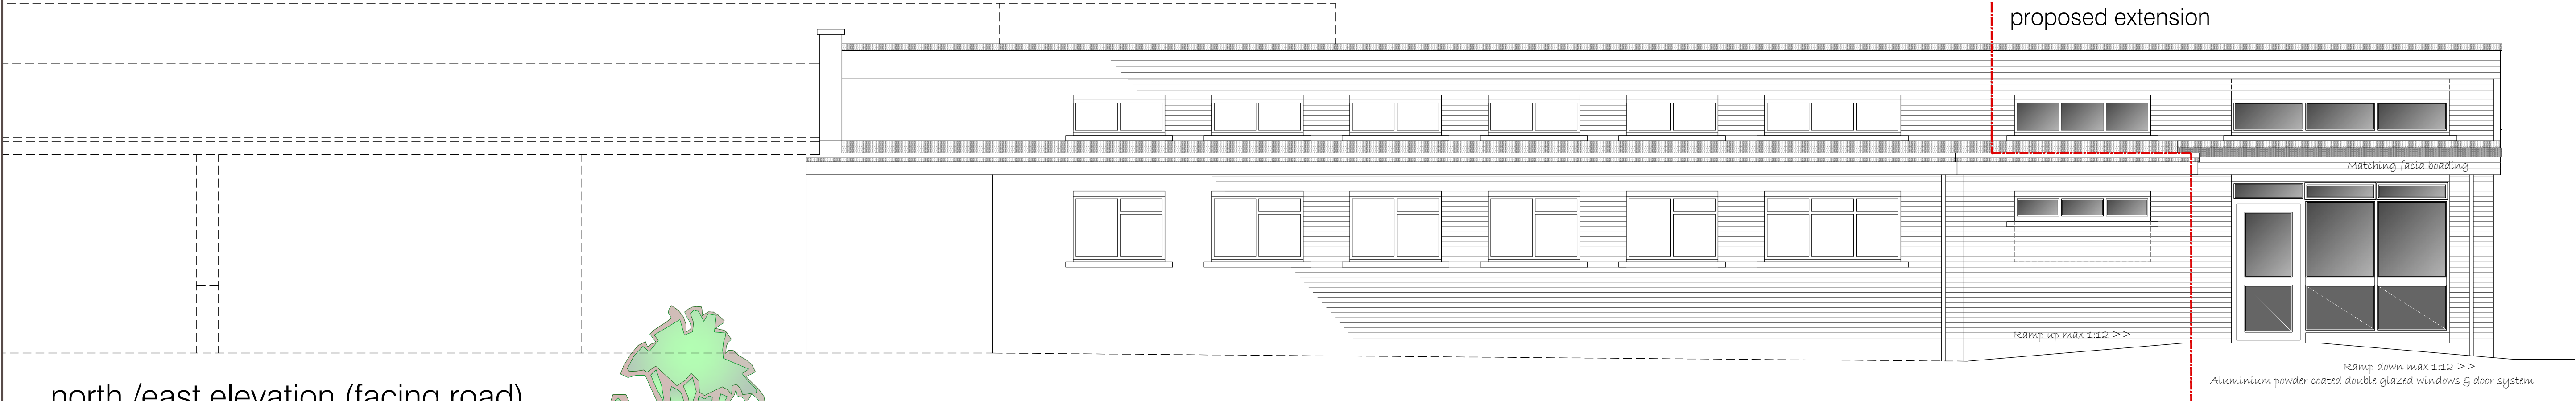 proposed extension
Matching facia boading
Ramp up max 1:12 >>
Ramp down max 1:12 >>
Aluminium powder coated double glazed windows & door system
north /east elevation (facing road)